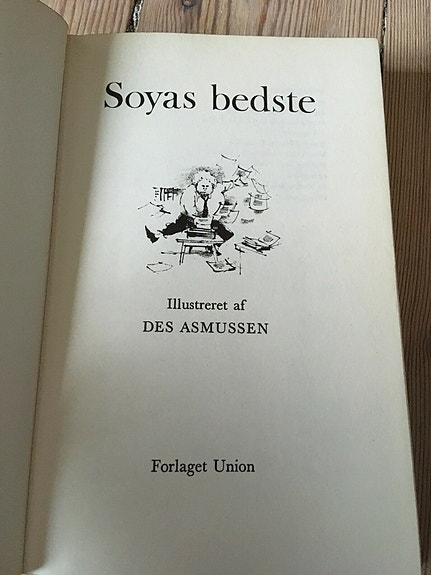 Soyas bedste
Illustreret af
DES ASMUSSEN
Forlaget Union